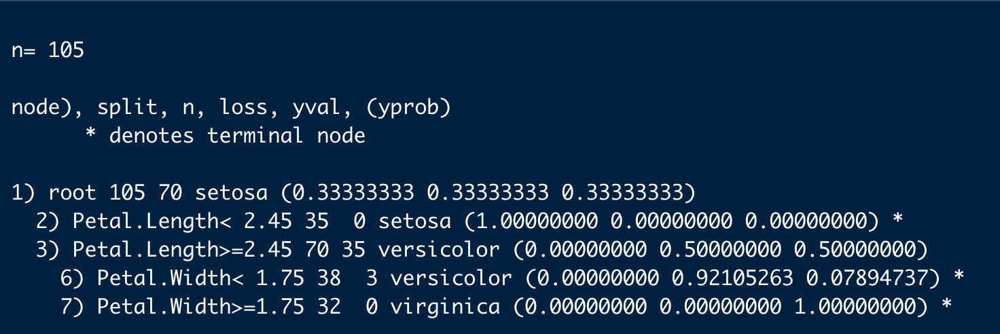 n= 105
node), split, n, loss, yval, (yprob)
      * denotes terminal node
1) root 105 70 setosa (0.33333333 0.33333333 0.33333333)
  2) Petal.Length< 2.45 35  0 setosa (1.00000000 0.00000000 0.00000000) *
  3) Petal.Length>=2.45 70 35 versicolor (0.00000000 0.50000000 0.50000000)
    6) Petal.Width< 1.75 38  3 versicolor (0.00000000 0.92105263 0.07894737) *
    7) Petal.Width>=1.75 32  0 virginica (0.00000000 0.00000000 1.00000000) *